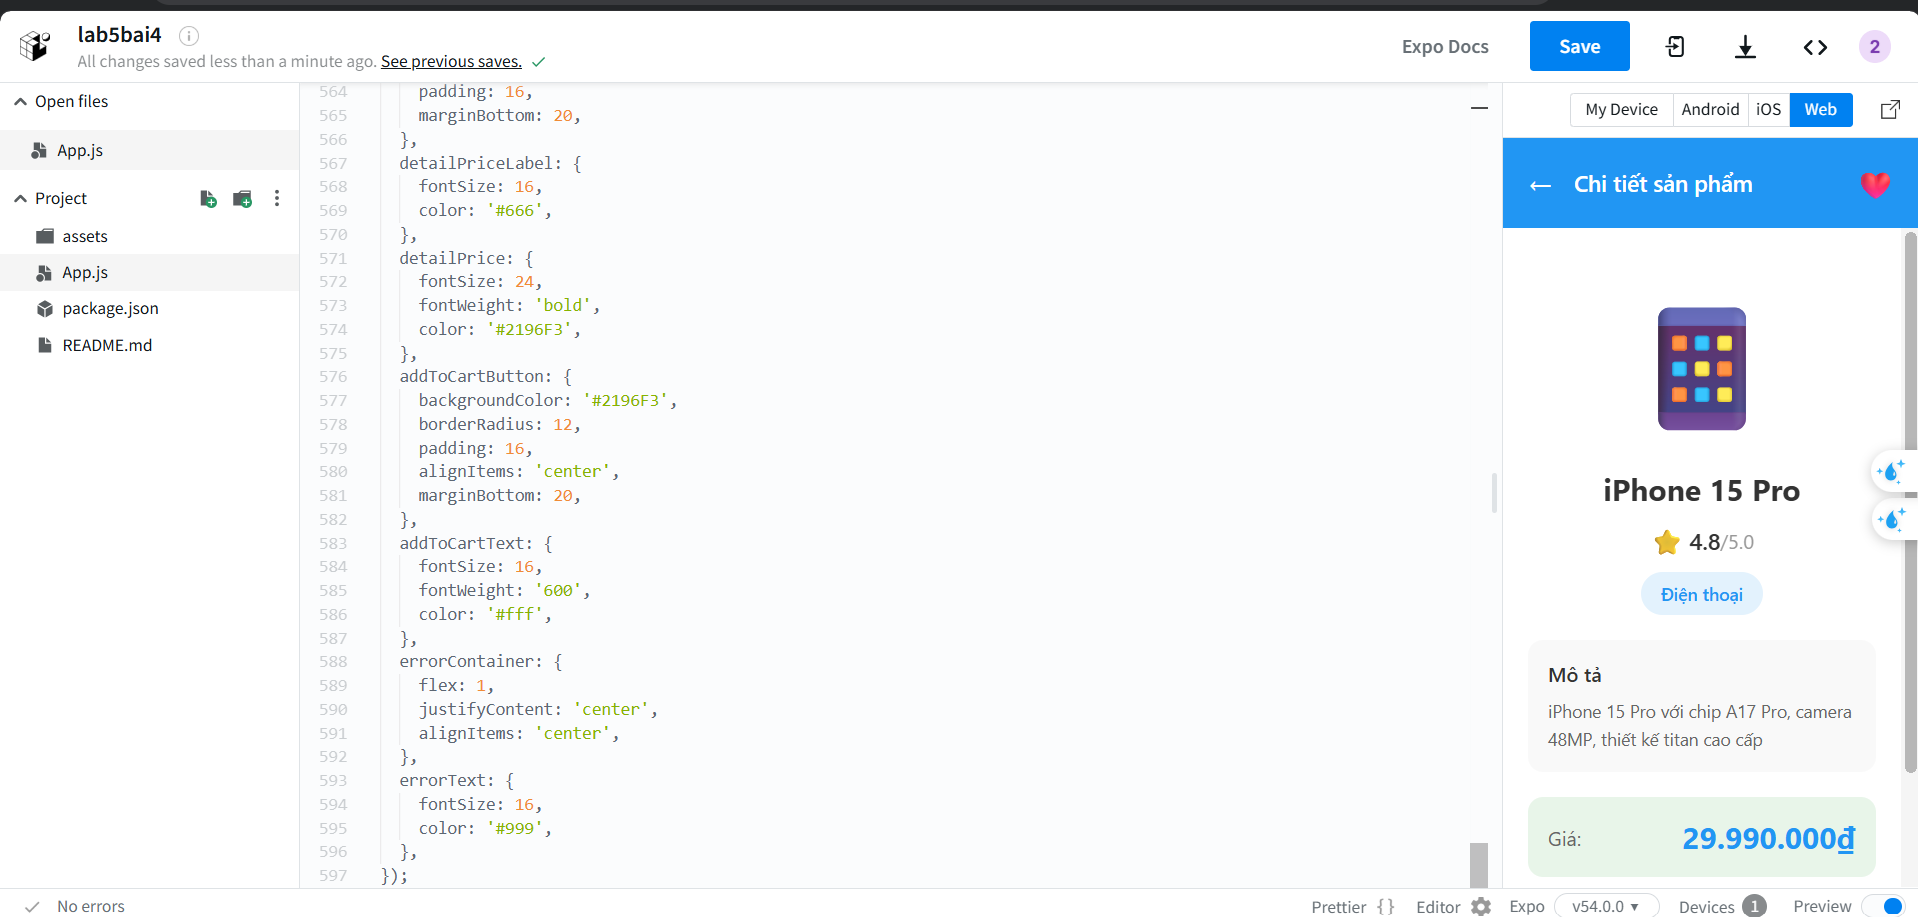 lab5bai4
All changes saved less than a minute ago. See previous saves.
Expo Docs
Save
2
Open files
App.js
Project
assets
App.js
package.json
README.md
564 padding: 16,
565 marginBottom: 20,
566 },
567 detailPriceLabel: {
568 fontSize: 16,
569 color: '#666',
570 },
571 detailPrice: {
572 fontSize: 24,
573 fontWeight: 'bold',
574 color: '#2196F3',
575 },
576 addToCartButton: {
577 backgroundColor: '#2196F3',
578 borderRadius: 12,
579 padding: 16,
580 alignItems: 'center',
581 marginBottom: 20,
582 },
583 addToCartText: {
584 fontSize: 16,
585 fontWeight: '600',
586 color: '#fff',
587 },
588 errorContainer: {
589 flex: 1,
590 justifyContent: 'center',
591 alignItems: 'center',
592 },
593 errorText: {
594 fontSize: 16,
595 color: '#999',
596 },
597 });
My Device Android iOS Web
← Chi tiết sản phẩm
iPhone 15 Pro
4.8/5.0
Điện thoại
Mô tả
iPhone 15 Pro với chip A17 Pro, camera
48MP, thiết kế titan cao cấp
Giá: 29.990.000₫
No errors
Prettier { } Editor Expo v54.0.0 Devices 1 Preview